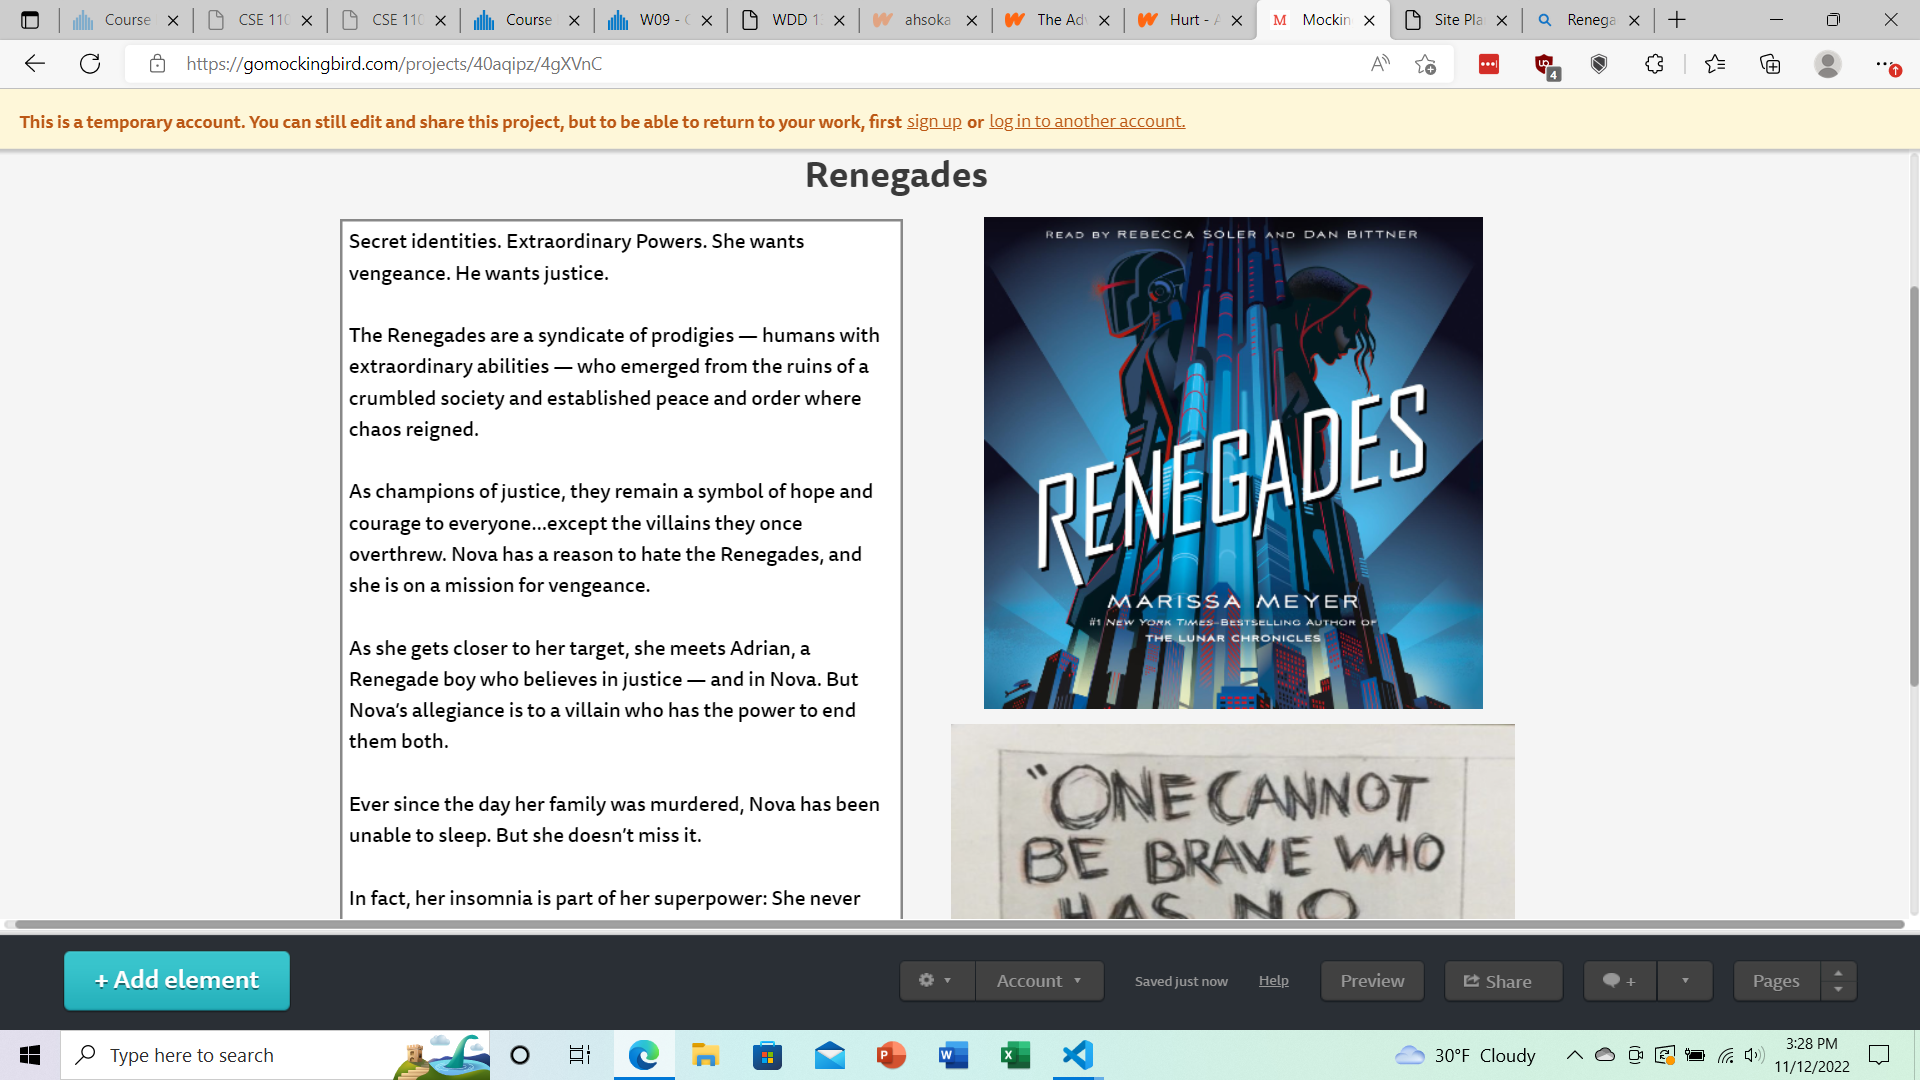 Course
CSE 110
CSE 110
Course
W09 -
WDD 1
ahsoka
The Ad
Hurt -
Mockin
Site Pla
Renega
https://gomockingbird.com/projects/40aqipz/4gXVnC
4
This is a temporary account. You can still edit and share this project, but to be able to return to your work, first sign up or log in to another account.
Renegades
Secret identities. Extraordinary Powers. She wants
vengeance. He wants justice.
The Renegades are a syndicate of prodigies — humans with
extraordinary abilities — who emerged from the ruins of a
crumbled society and established peace and order where
chaos reigned.
As champions of justice, they remain a symbol of hope and
courage to everyone...except the villains they once
overthrew. Nova has a reason to hate the Renegades, and
she is on a mission for vengeance.
As she gets closer to her target, she meets Adrian, a
Renegade boy who believes in justice — and in Nova. But
Nova's allegiance is to a villain who has the power to end
them both.
Ever since the day her family was murdered, Nova has been
unable to sleep. But she doesn't miss it.
In fact, her insomnia is part of her superpower: She never
READ BY REBECCA SOLER AND DAN BITTNER
RENEGADES
MARISSA MEYER
#1 NEW YORK TIMES-BESTSELLING AUTHOR OF
THE LUNAR CHRONICLES
"ONE CANNOT
BE BRAVE WHO
HAS NO
+ Add element
Account
Saved just now
Help
Preview
Share
+
Pages
Type here to search
30°F Cloudy
3:28 PM
11/12/2022